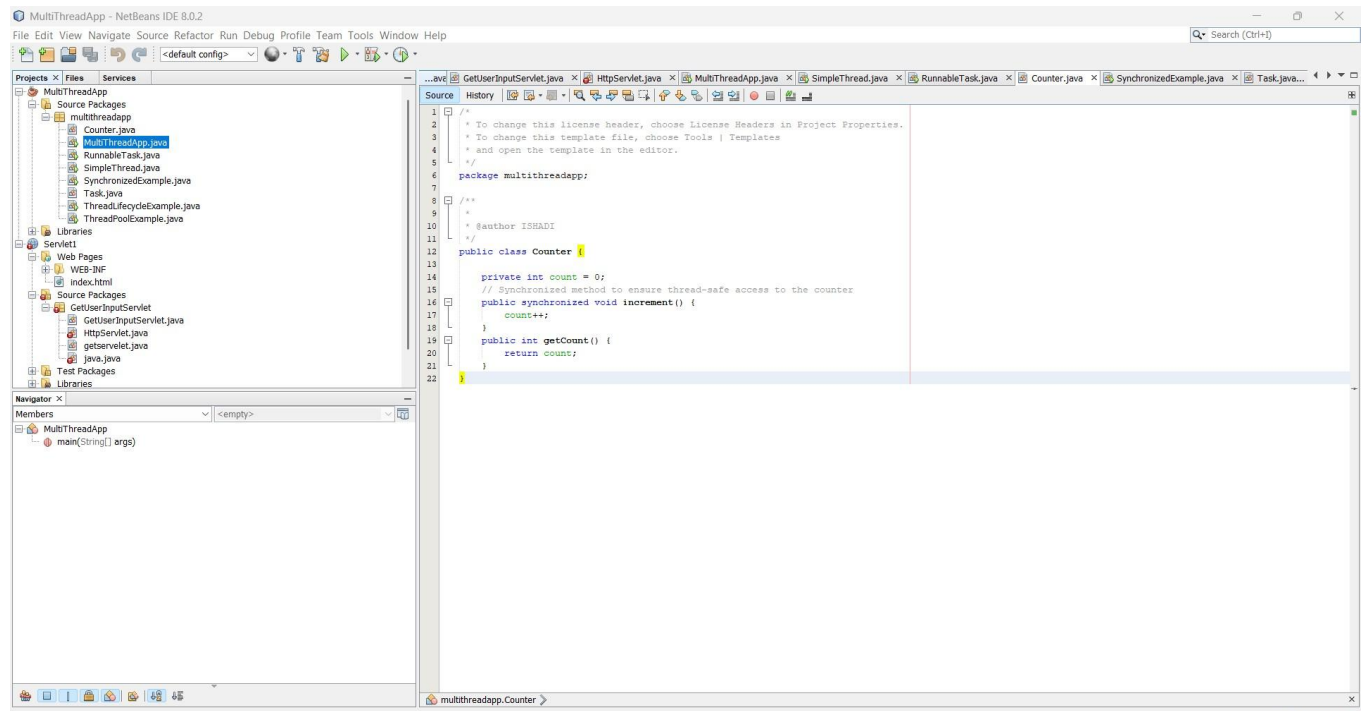 MultiThreadApp - NetBeans IDE 8.0.2
File Edit View Navigate Source Refactor Run Debug Profile Team Tools Window Help
Search (Ctrl+I)
<default config>
Projects Files Services
MultiThreadApp
Source Packages
multithreadapp
Counter.java
MultiThreadApp.java
RunnableTask.java
SimpleThread.java
SynchronizedExample.java
Task.java
ThreadLifecycleExample.java
ThreadPoolExample.java
Libraries
Servlet1
Web Pages
WEB-INF
index.html
Source Packages
GetUserInputServlet
GetUserInputServlet.java
HttpServlet.java
getservelet.java
java.java
Test Packages
Libraries
Navigator
Members <empty>
MultiThreadApp
main(String[] args)
...ava GetUserInputServlet.java HttpServlet.java MultiThreadApp.java SimpleThread.java RunnableTask.java Counter.java SynchronizedExample.java Task.java...
Source History
1 /*
2 * To change this license header, choose License Headers in Project Properties.
3 * To change this template file, choose Tools | Templates
4 * and open the template in the editor.
5 */
6 package multithreadapp;
7
8 /**
9 *
10 * @author ISHADI
11 */
12 public class Counter {
13
14 private int count = 0;
15 // Synchronized method to ensure thread-safe access to the counter
16 public synchronized void increment() {
17 count++;
18 }
19 public int getCount() {
20 return count;
21 }
22 }
multithreadapp.Counter